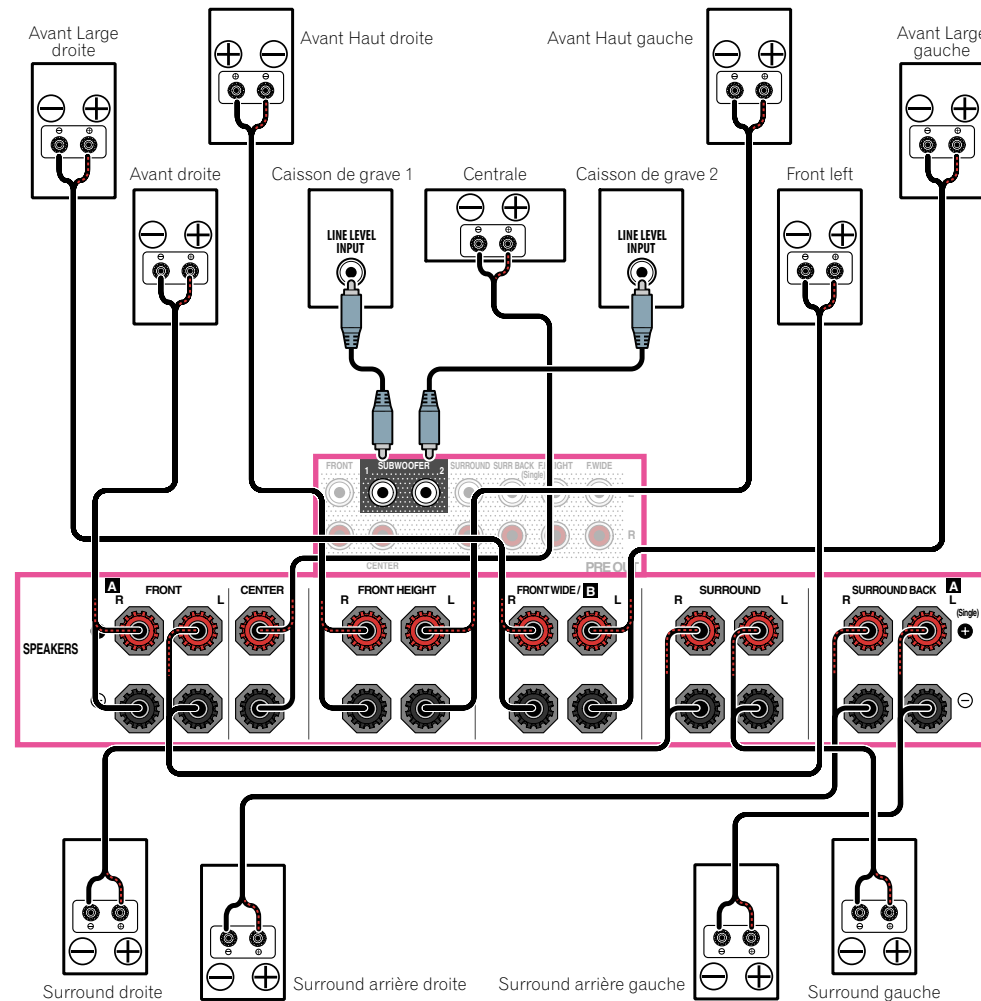 Avant Large
droite
Avant Haut droite
Avant Haut gauche
Avant Large
gauche
Avant droite
Caisson de grave 1
Centrale
Caisson de grave 2
Front left
LINE LEVEL
INPUT
LINE LEVEL
INPUT
FRONT
SUBWOOFER
1
2
SURROUND
SURR BACK
(Single)
F.WIDE
R
CENTER
PRE OUT
SPEAKERS
A
R
FRONT
L
CENTER
R
FRONT HEIGHT
L
R
FRONT WIDE / B
L
R
SURROUND
L
R
SURROUND BACK
A
L
(Single)
Surround droite
Surround arrière droite
Surround arrière gauche
Surround gauche